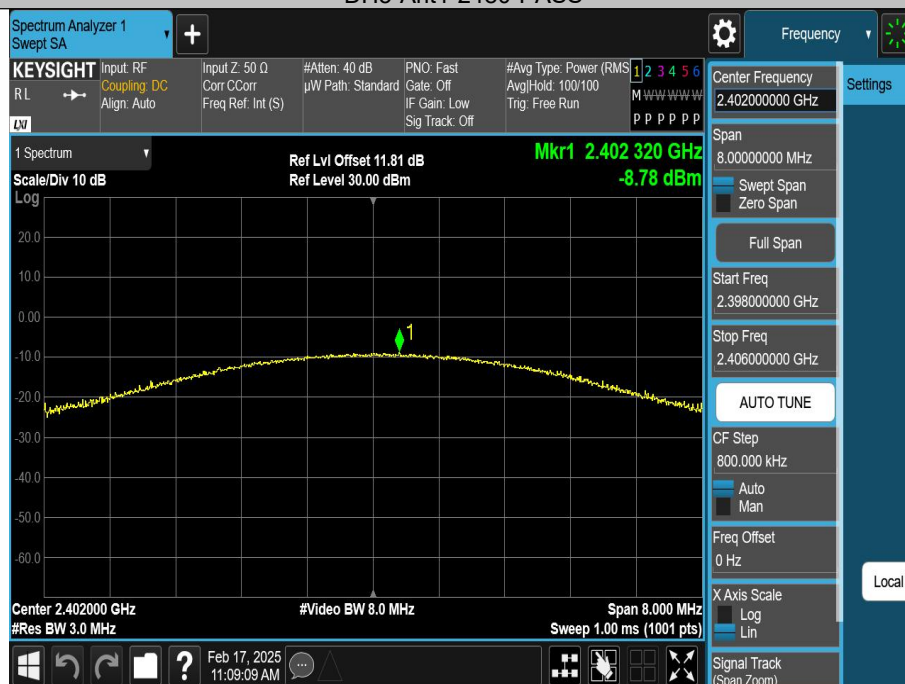 Spectrum Analyzer 1
Swept SA
Frequency
KEYSIGHT
RL
LXI
Input: RF
Coupling: DC
Align: Auto
Input Z: 50 Ω
Corr CCorr
Freq Ref: Int (S)
#Atten: 40 dB
µW Path: Standard
PNO: Fast
Gate: Off
IF Gain: Low
Sig Track: Off
#Avg Type: Power (RMS
Avg|Hold: 100/100
Trig: Free Run
1 2 3 4 5 6
M W W W W W
P P P P P P
1 Spectrum
Scale/Div 10 dB
Log
Ref Lvl Offset 11.81 dB
Ref Level 30.00 dBm
Mkr1 2.402 320 GHz
-8.78 dBm
20.0
10.0
0.00
-10.0
-20.0
-30.0
-40.0
-50.0
-60.0
1
Center 2.402000 GHz
#Res BW 3.0 MHz
#Video BW 8.0 MHz
Span 8.000 MHz
Sweep 1.00 ms (1001 pts)
Center Frequency
2.402000000 GHz
Settings
Span
8.00000000 MHz
Swept Span
Zero Span
Full Span
Start Freq
2.398000000 GHz
Stop Freq
2.406000000 GHz
AUTO TUNE
CF Step
800.000 kHz
Auto
Man
Freq Offset
0 Hz
Local
X Axis Scale
Log
Lin
Signal Track
(Span Zoom)
?
Feb 17, 2025
11:09:09 AM